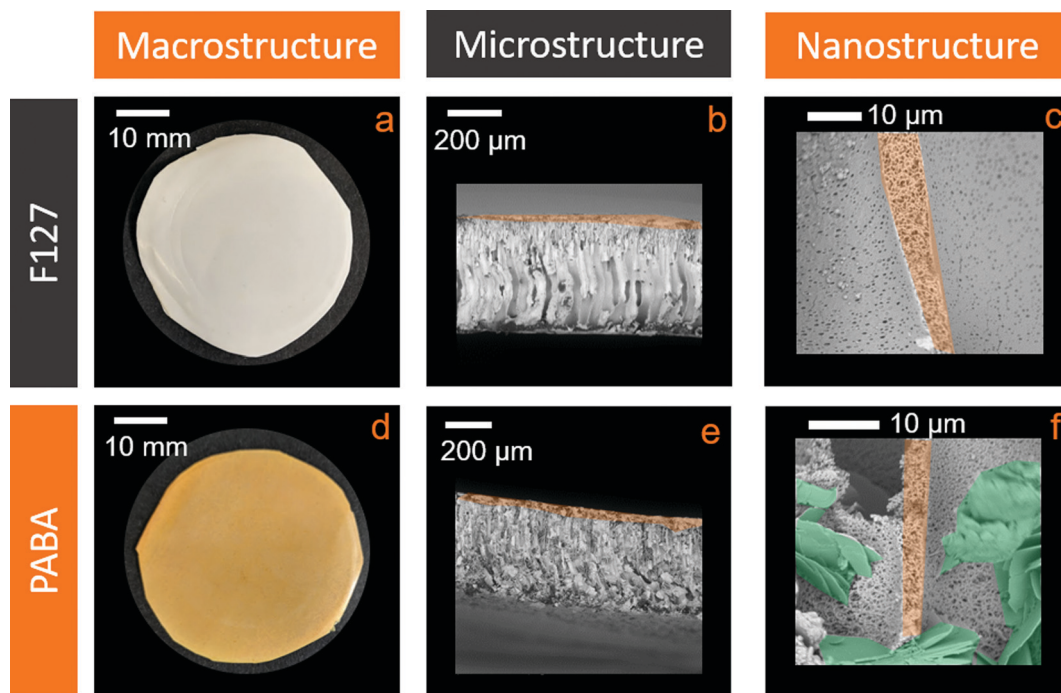 Macrostructure
Microstructure
Nanostructure
F127
10 mm
a
200 μm
b
10 μm
c
PABA
10 mm
d
200 μm
e
10 μm
f